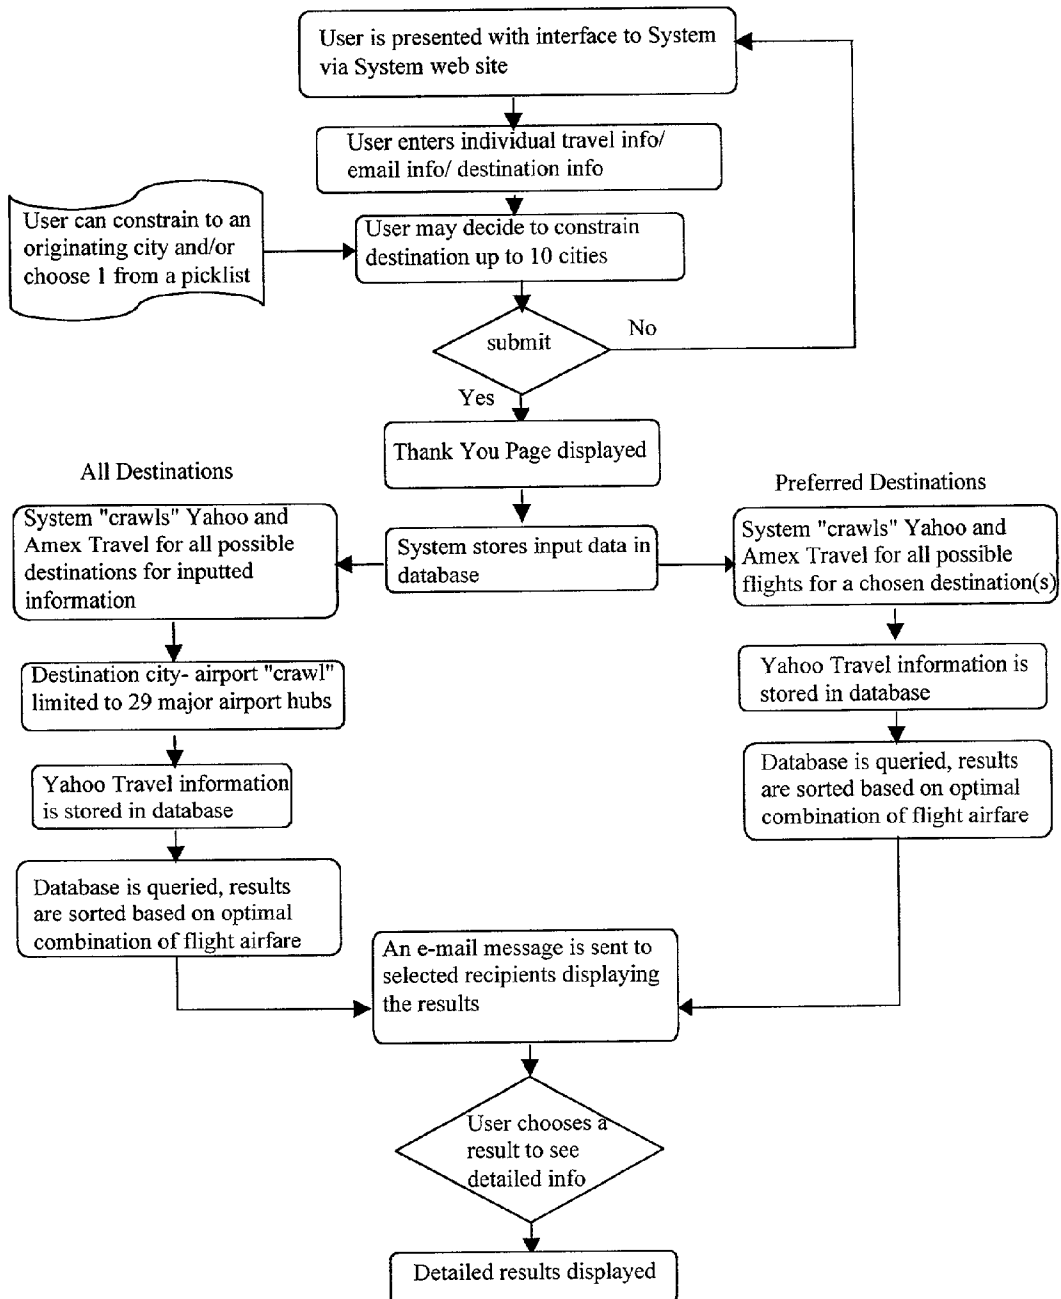 User is presented with interface to System
via System web site
User enters individual travel info/
email info/ destination info
User can constrain to an
originating city and/or
choose 1 from a picklist
User may decide to constrain
destination up to 10 cities
submit
No
Yes
Thank You Page displayed
All Destinations
Preferred Destinations
System "crawls" Yahoo and
Amex Travel for all possible
destinations for inputted
information
System stores input data in
database
System "crawls" Yahoo and
Amex Travel for all possible
flights for a chosen destination(s)
Destination city- airport "crawl"
limited to 29 major airport hubs
Yahoo Travel information is
stored in database
Yahoo Travel information
is stored in database
Database is queried, results
are sorted based on optimal
combination of flight airfare
Database is queried, results
are sorted based on optimal
combination of flight airfare
An e-mail message is sent to
selected recipients displaying
the results
User chooses a
result to see
detailed info
Detailed results displayed